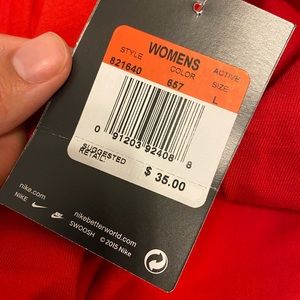 WOMENS
STYLE COLOR ACTIVE
821640 657 SIZE
L
0 91203 92408 8
SUGGESTED
RETAIL:
$ 35.00
nike.com
NIKE
nikebetterworld.com
SWOOSH © 2015 Nike